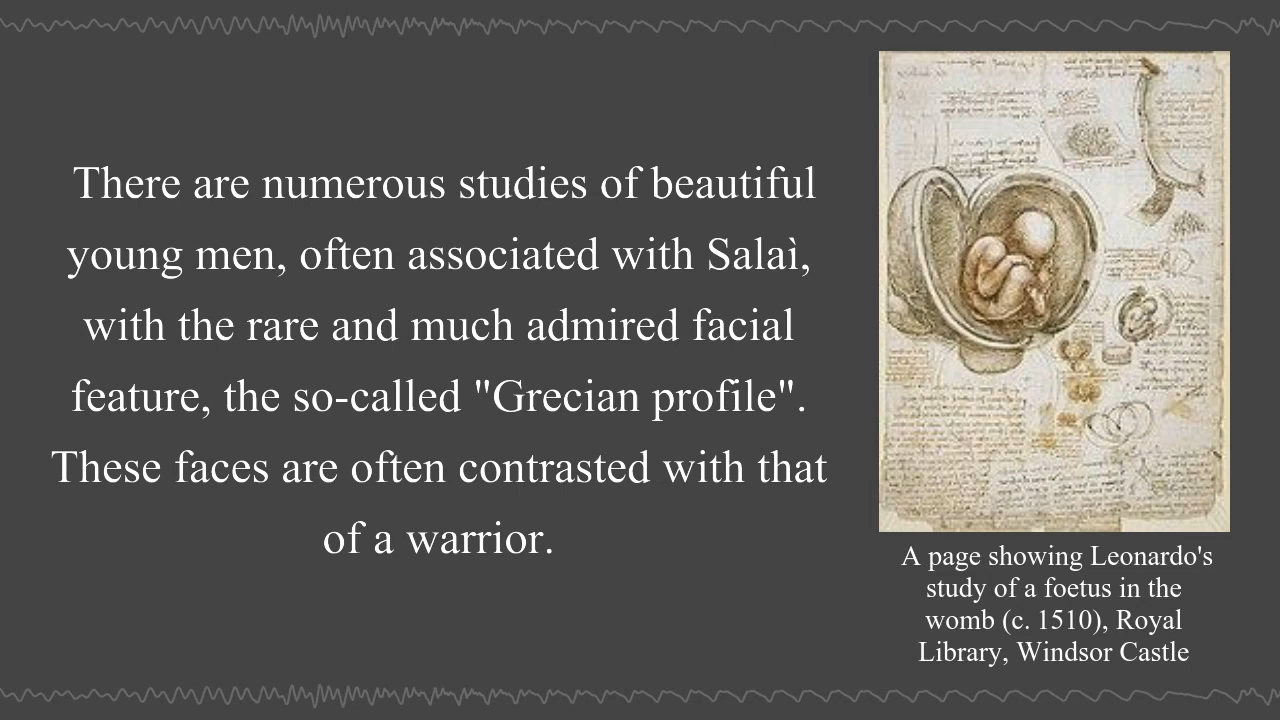 There are numerous studies of beautiful
young men, often associated with Salaì,
with the rare and much admired facial
feature, the so-called "Grecian profile".
These faces are often contrasted with that
of a warrior.
A page showing Leonardo's
study of a foetus in the
womb (c. 1510), Royal
Library, Windsor Castle